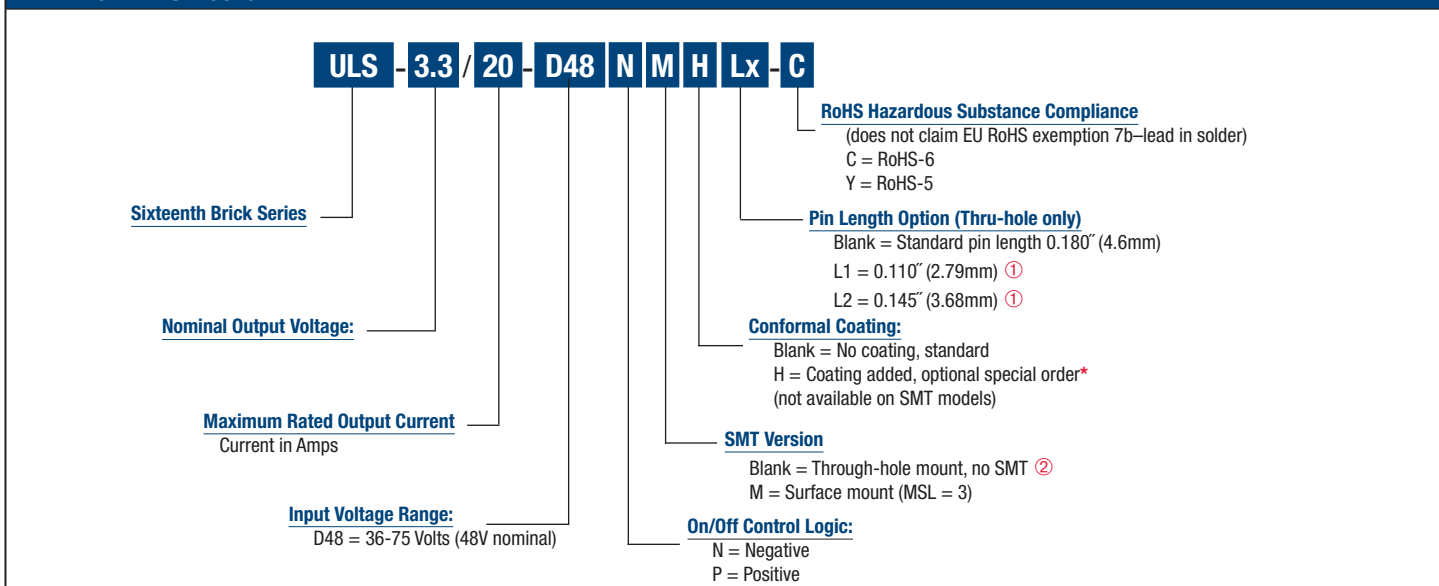 ULS - 3.3 / 20 - D48 N M H Lx - C
RoHS Hazardous Substance Compliance
(does not claim EU RoHS exemption 7b–lead in solder)
C = RoHS-6
Y = RoHS-5
Sixteenth Brick Series
Pin Length Option (Thru-hole only)
Blank = Standard pin length 0.180˝ (4.6mm)
L1 = 0.110˝ (2.79mm) ①
L2 = 0.145˝ (3.68mm) ①
Nominal Output Voltage:
Conformal Coating:
Blank = No coating, standard
H = Coating added, optional special order*
(not available on SMT models)
Maximum Rated Output Current
Current in Amps
SMT Version
Blank = Through-hole mount, no SMT ②
M = Surface mount (MSL = 3)
Input Voltage Range:
D48 = 36-75 Volts (48V nominal)
On/Off Control Logic:
N = Negative
P = Positive